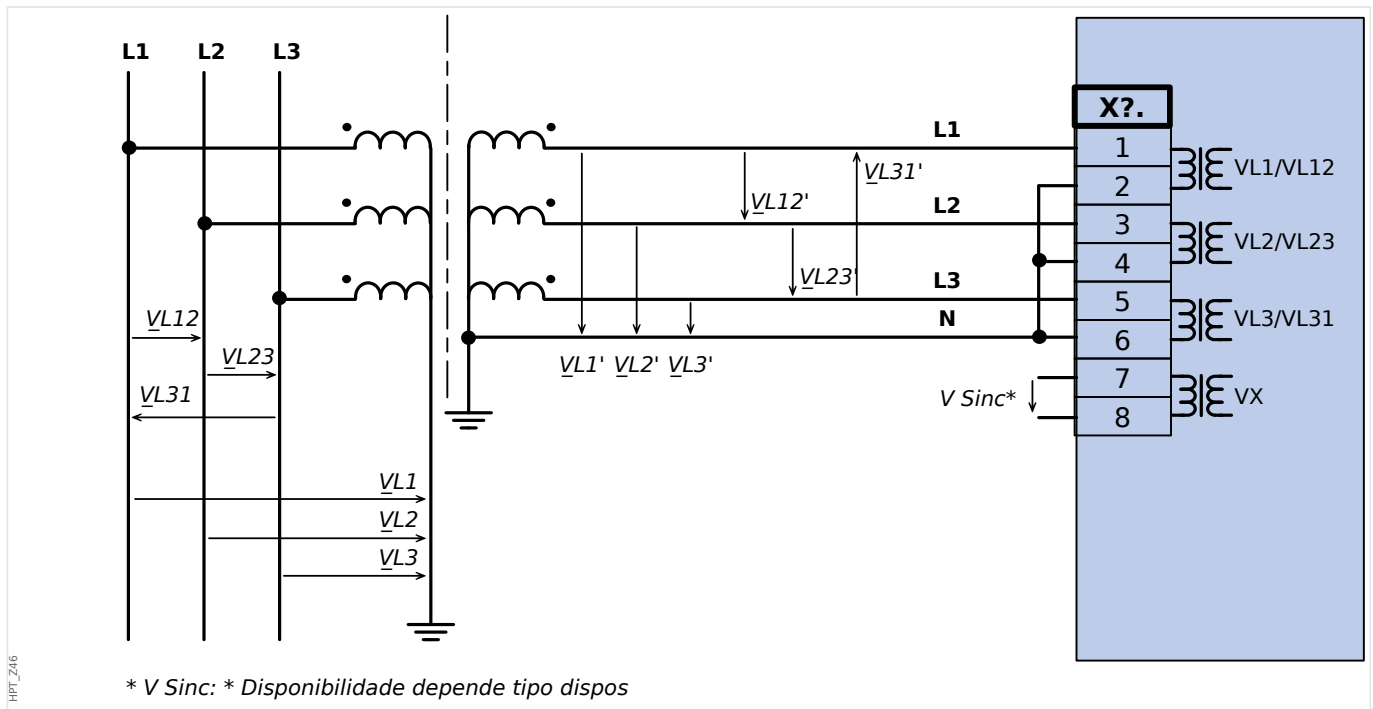 L1 L2 L3
X?.
L1
1
VL31'
VL1/VL12
2
VL12'
L2
3
VL2/VL23
4
VL23'
L3
5
VL12
N
VL3/VL31
6
VL23
VL1' VL2' VL3'
7
VL31
V Sinc*
VX
8
VL1
VL2
VL3
HPT_Z46
* V Sinc: * Disponibilidade depende tipo dispos